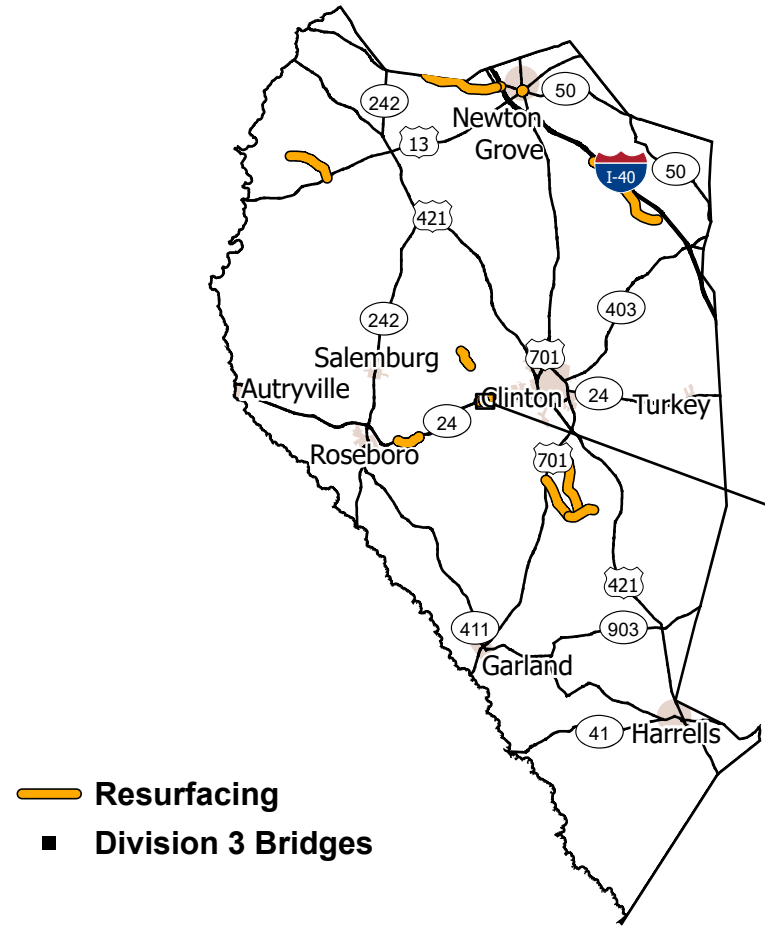 242
50
Newton
Grove
13
50
I-40
421
403
242
701
Salemburg
Autryville
Clinton
24
Turkey
24
Roseboro
701
421
411
903
Garland
41
Harrells
Resurfacing
Division 3 Bridges